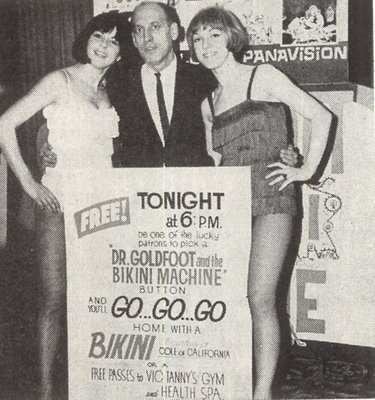 PANAVISION
FREE!
TONIGHT
at 6: P.M.
be one of the lucky
patrons to pick a
"DR. GOLDFOOT and the
BIKINI MACHINE"
BUTTON
AND YOU'LL
GO...GO...GO
HOME WITH A
BIKINI
COLE of CALIFORNIA
OR A
FREE PASSES to VIC TANNY'S GYM
and HEALTH SPA